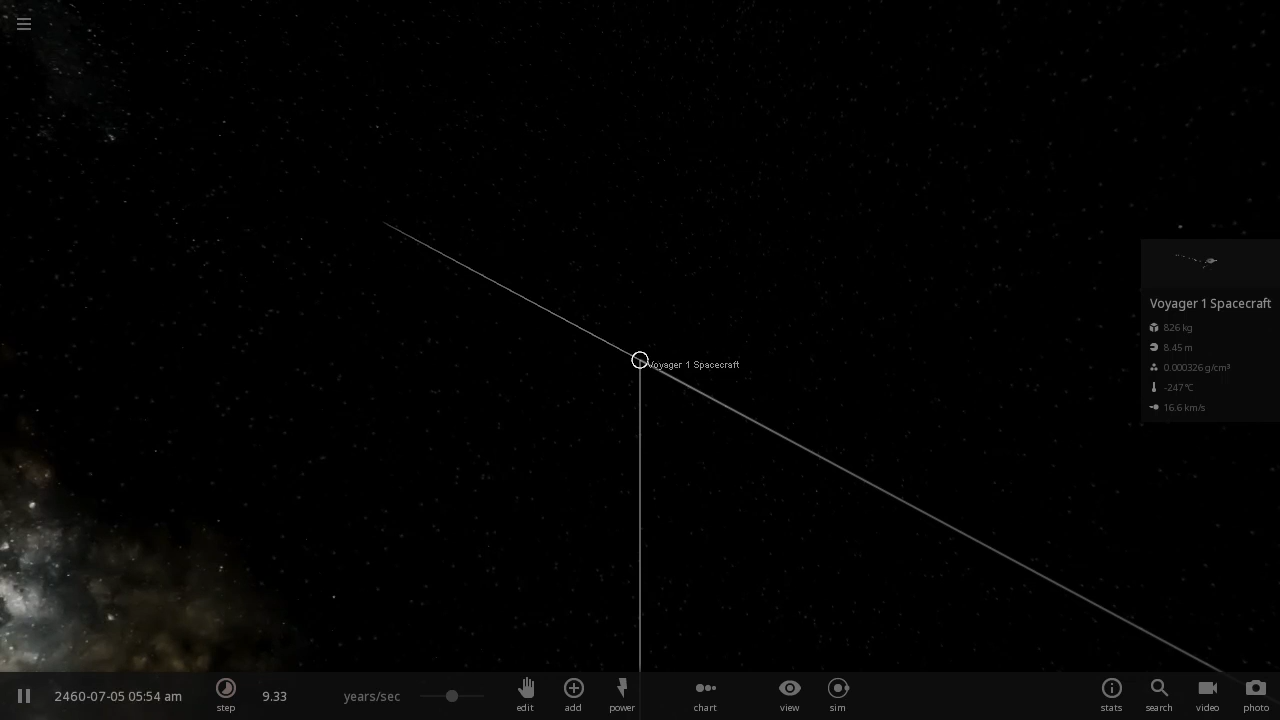 Voyager 1 Spacecraft
Voyager 1 Spacecraft
826 kg
8.45 m
0.000326 g/cm³
-247 °C
16.6 km/s
2460-07-05 05:54 am
step
9.33
years/sec
edit
add
power
chart
view
sim
stats
search
video
photo